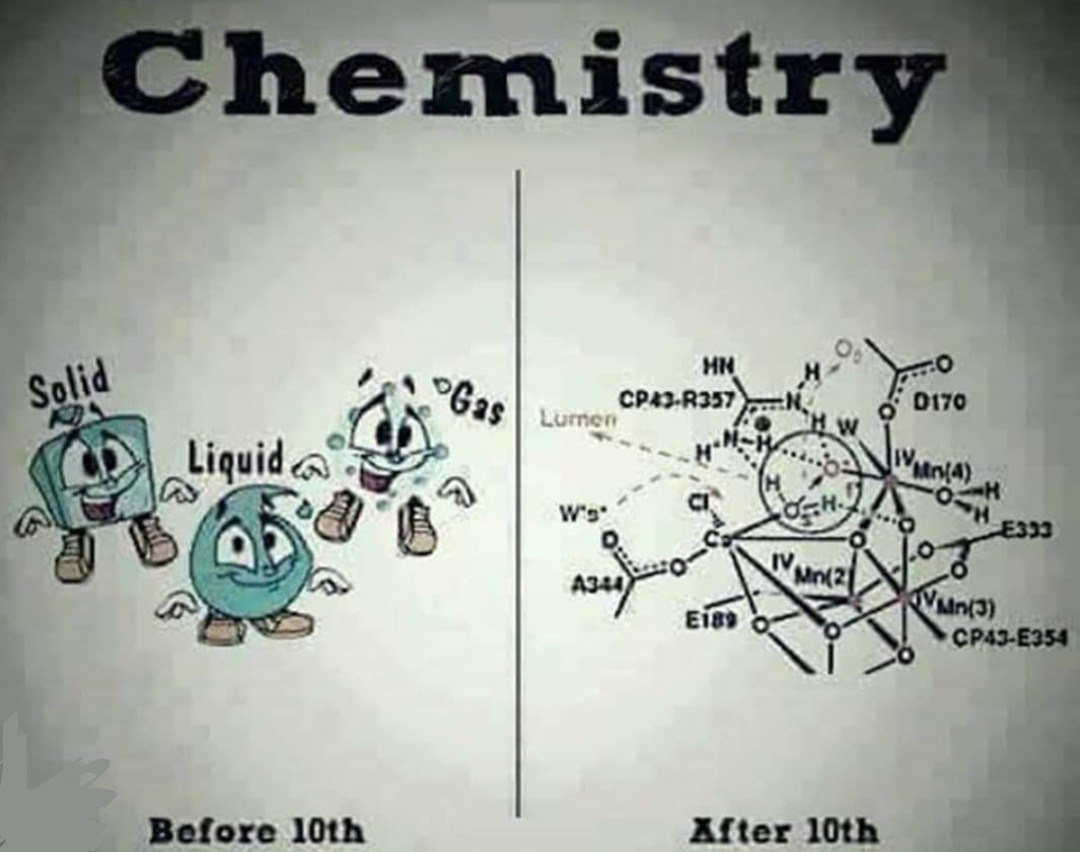 Chemistry
Solid
Liquid
Gas
HN
H
O₂
O
CP43-R357
N
H
W
O
D170
Lumen
H
N-H
O
IV Mn(4)
O
H
H
W's
Cl
H
O
H
O
E333
O
Ca
O
O
A344
O
IV Mn(2
O
E189
O
O
IV Mn(3)
CP43-E354
O
Before 10th
After 10th